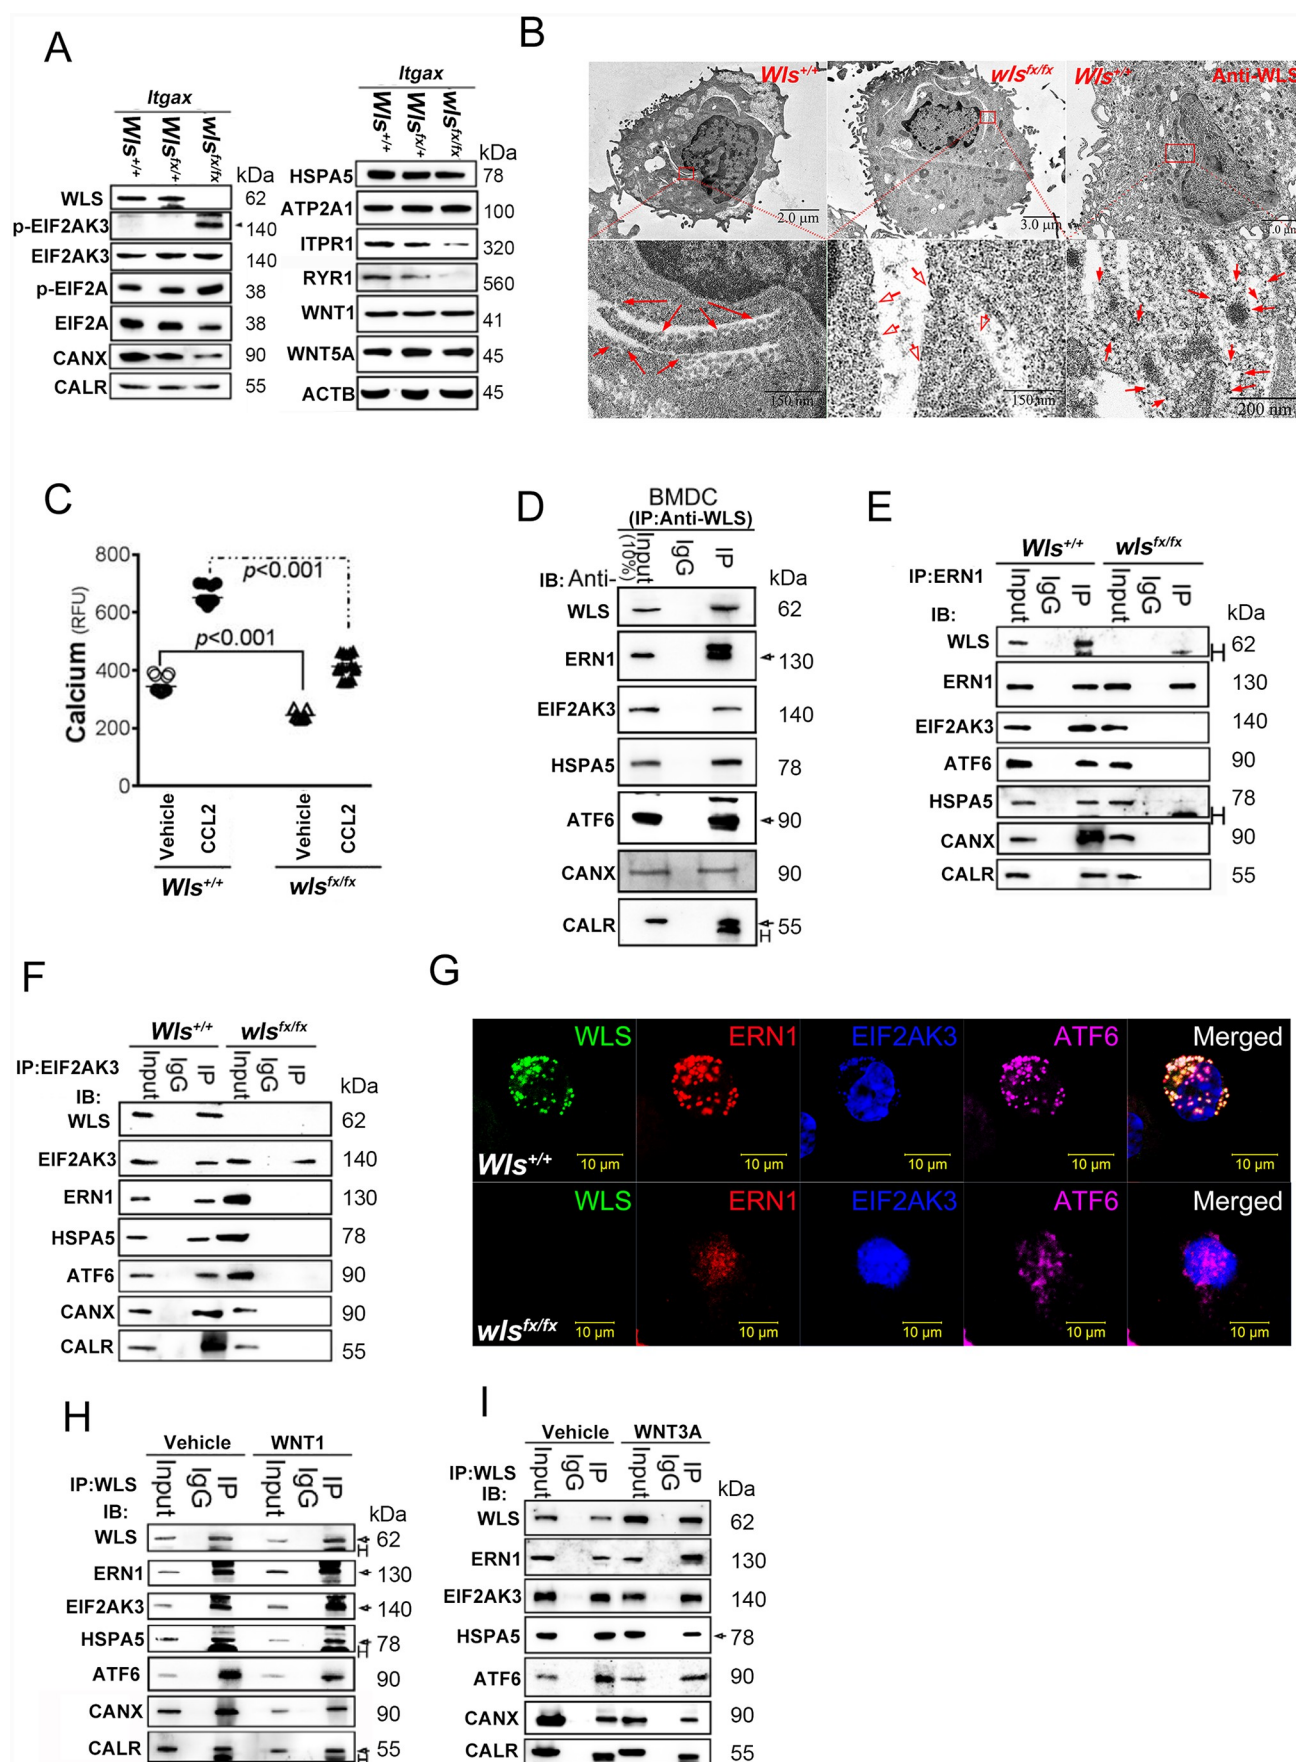 A
Itgax
Wls+/+
Wlsfx/+
wlsfx/fx
kDa
WLS 62
p-EIF2AK3 140
EIF2AK3 140
p-EIF2A 38
EIF2A 38
CANX 90
CALR 55
Itgax
Wls+/+
Wlsfx/+
wlsfx/fx
kDa
HSPA5 78
ATP2A1 100
ITPR1 320
RYR1 560
WNT1 41
WNT5A 45
ACTB 45
B
Wls+/+
wlsfx/fx
Wls+/+ Anti-WLS
2.0 µm
3.0 µm
1.0 µm
150 nm
150 nm
200 nm
C
Calcium (RFU)
800
600
400
200
0
p<0.001
p<0.001
Vehicle
CCL2
Vehicle
CCL2
Wls+/+
wlsfx/fx
D
BMDC
(IP:Anti-WLS)
Input
(10%)
IgG
IP
IB: Anti-
kDa
WLS 62
ERN1 130
EIF2AK3 140
HSPA5 78
ATF6 90
CANX 90
CALR 55
H
E
Wls+/+ wlsfx/fx
IP:ERN1
Input IgG IP Input IgG IP
IB:
kDa
WLS 62
H
ERN1 130
EIF2AK3 140
ATF6 90
HSPA5 78
H
CANX 90
CALR 55
F
Wls+/+ wlsfx/fx
IP:EIF2AK3
Input IgG IP Input IgG IP
IB:
kDa
WLS 62
EIF2AK3 140
ERN1 130
HSPA5 78
ATF6 90
CANX 90
CALR 55
G
WLS ERN1 EIF2AK3 ATF6 Merged
Wls+/+
10 µm 10 µm 10 µm 10 µm 10 µm
WLS ERN1 EIF2AK3 ATF6 Merged
wlsfx/fx
10 µm 10 µm 10 µm 10 µm 10 µm
H
Vehicle WNT1
IP:WLS
Input IgG IP Input IgG IP
IB:
kDa
WLS 62
H
ERN1 130
EIF2AK3 140
HSPA5 78
H
ATF6 90
CANX 90
CALR 55
H
I
Vehicle WNT3A
IP:WLS
Input IgG IP Input IgG IP
IB:
kDa
WLS 62
ERN1 130
EIF2AK3 140
HSPA5 78
ATF6 90
CANX 90
CALR 55